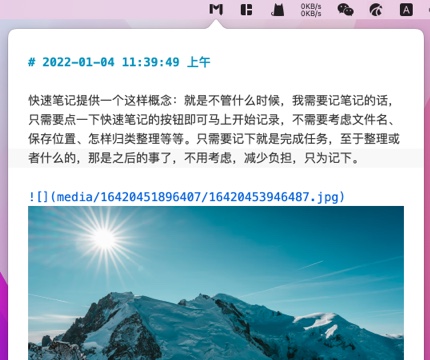 0KB/s
0KB/s
A
# 2022-01-04 11:39:49 上午
快速笔记提供一个这样概念：就是不管什么时候，我需要记笔记的话，
只需要点一下快速笔记的按钮即可马上开始记录，不需要考虑文件名、
保存位置、怎样归类整理等等。只需要记下就是完成任务，至于整理或
者什么的，那是之后的事了，不用考虑，减少负担，只为记下。
![](media/16420451896407/16420453946487.jpg)